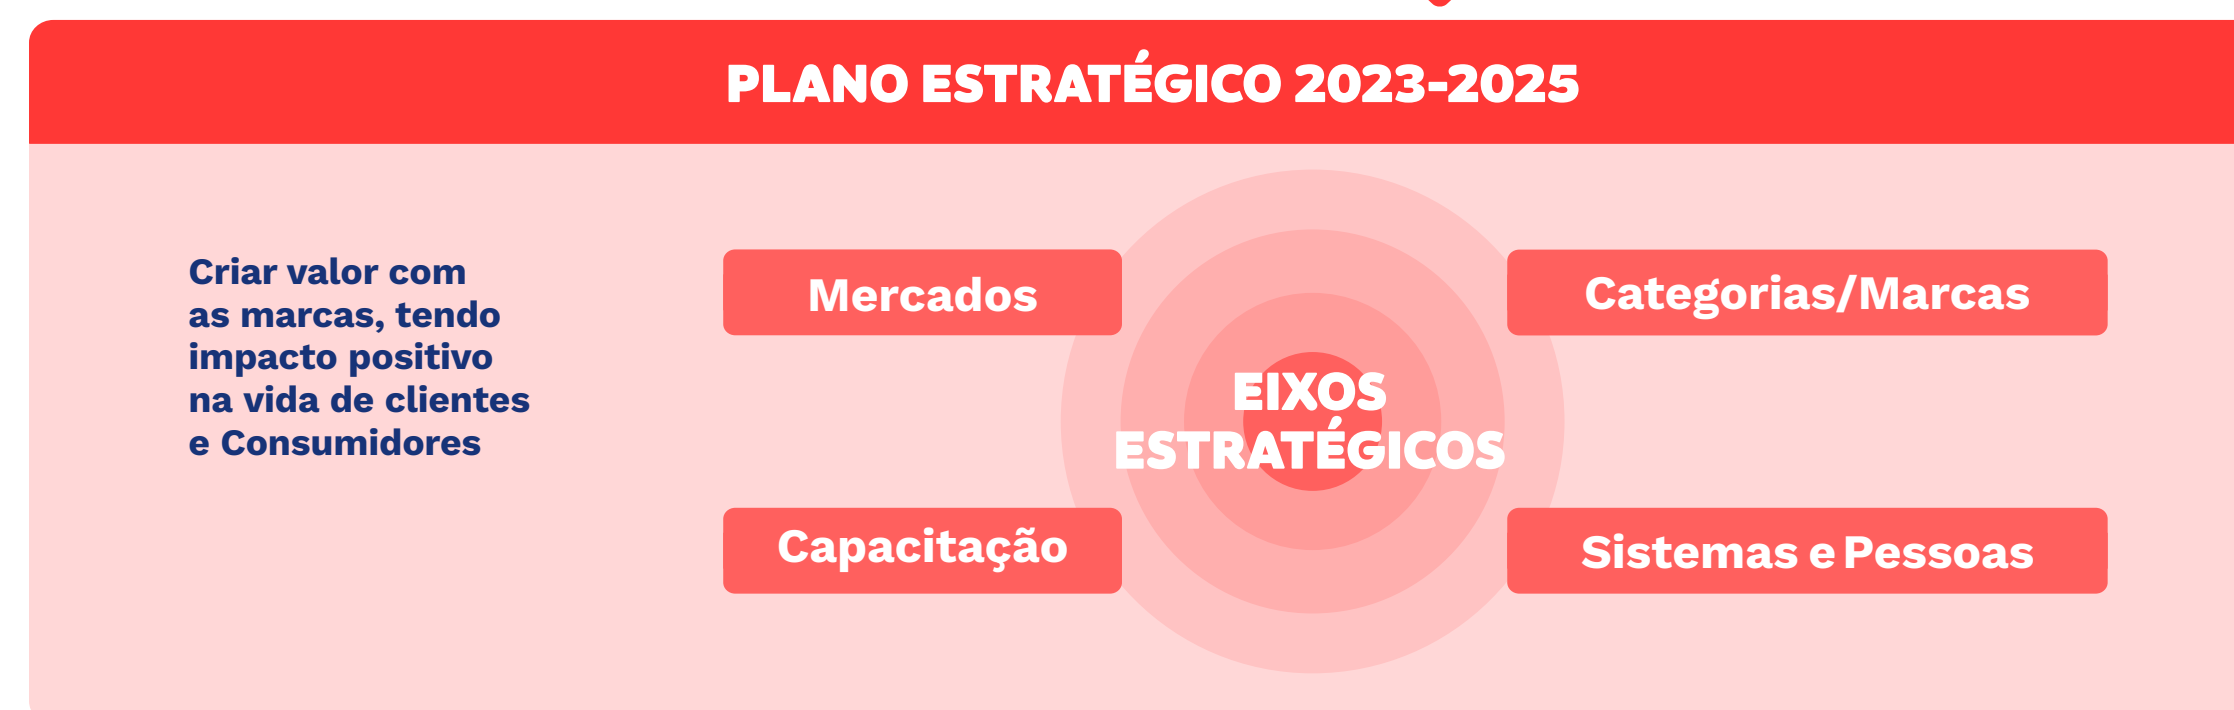 PLANO ESTRATÉGICO 2023-2025
Criar valor com
as marcas, tendo
impacto positivo
na vida de clientes
e Consumidores
Mercados
Categorias/Marcas
EIXOS
ESTRATÉGICOS
Capacitação
Sistemas e Pessoas